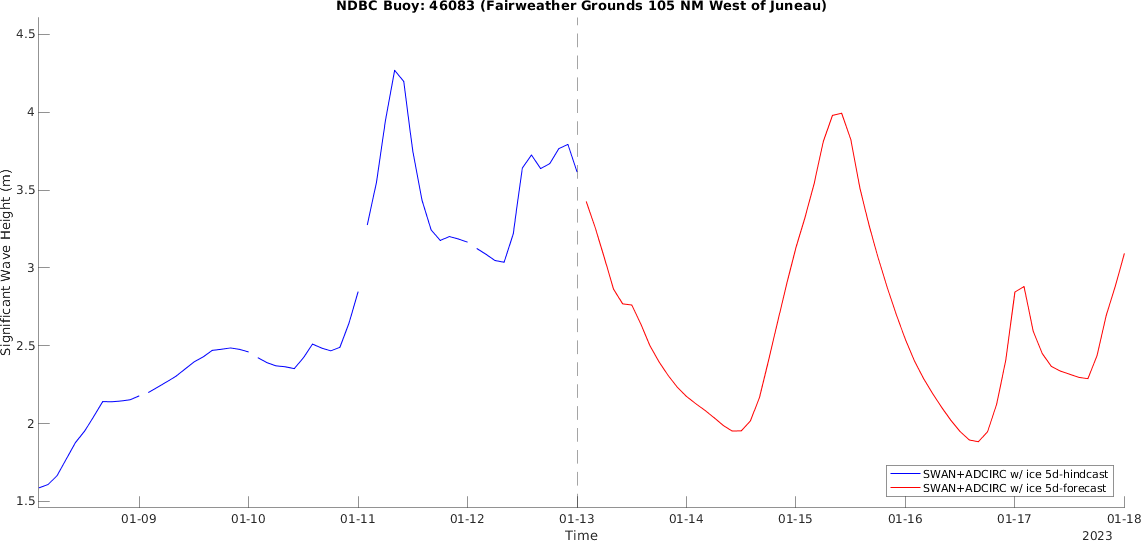 NDBC Buoy: 46083 (Fairweather Grounds 105 NM West of Juneau)
4.5
4
3.5
3
2.5
2
1.5
Significant Wave Height (m)
SWAN+ADCIRC w/ ice 5d-hindcast
SWAN+ADCIRC w/ ice 5d-forecast
01-09 01-10 01-11 01-12 01-13 01-14 01-15 01-16 01-17 01-18
Time
2023